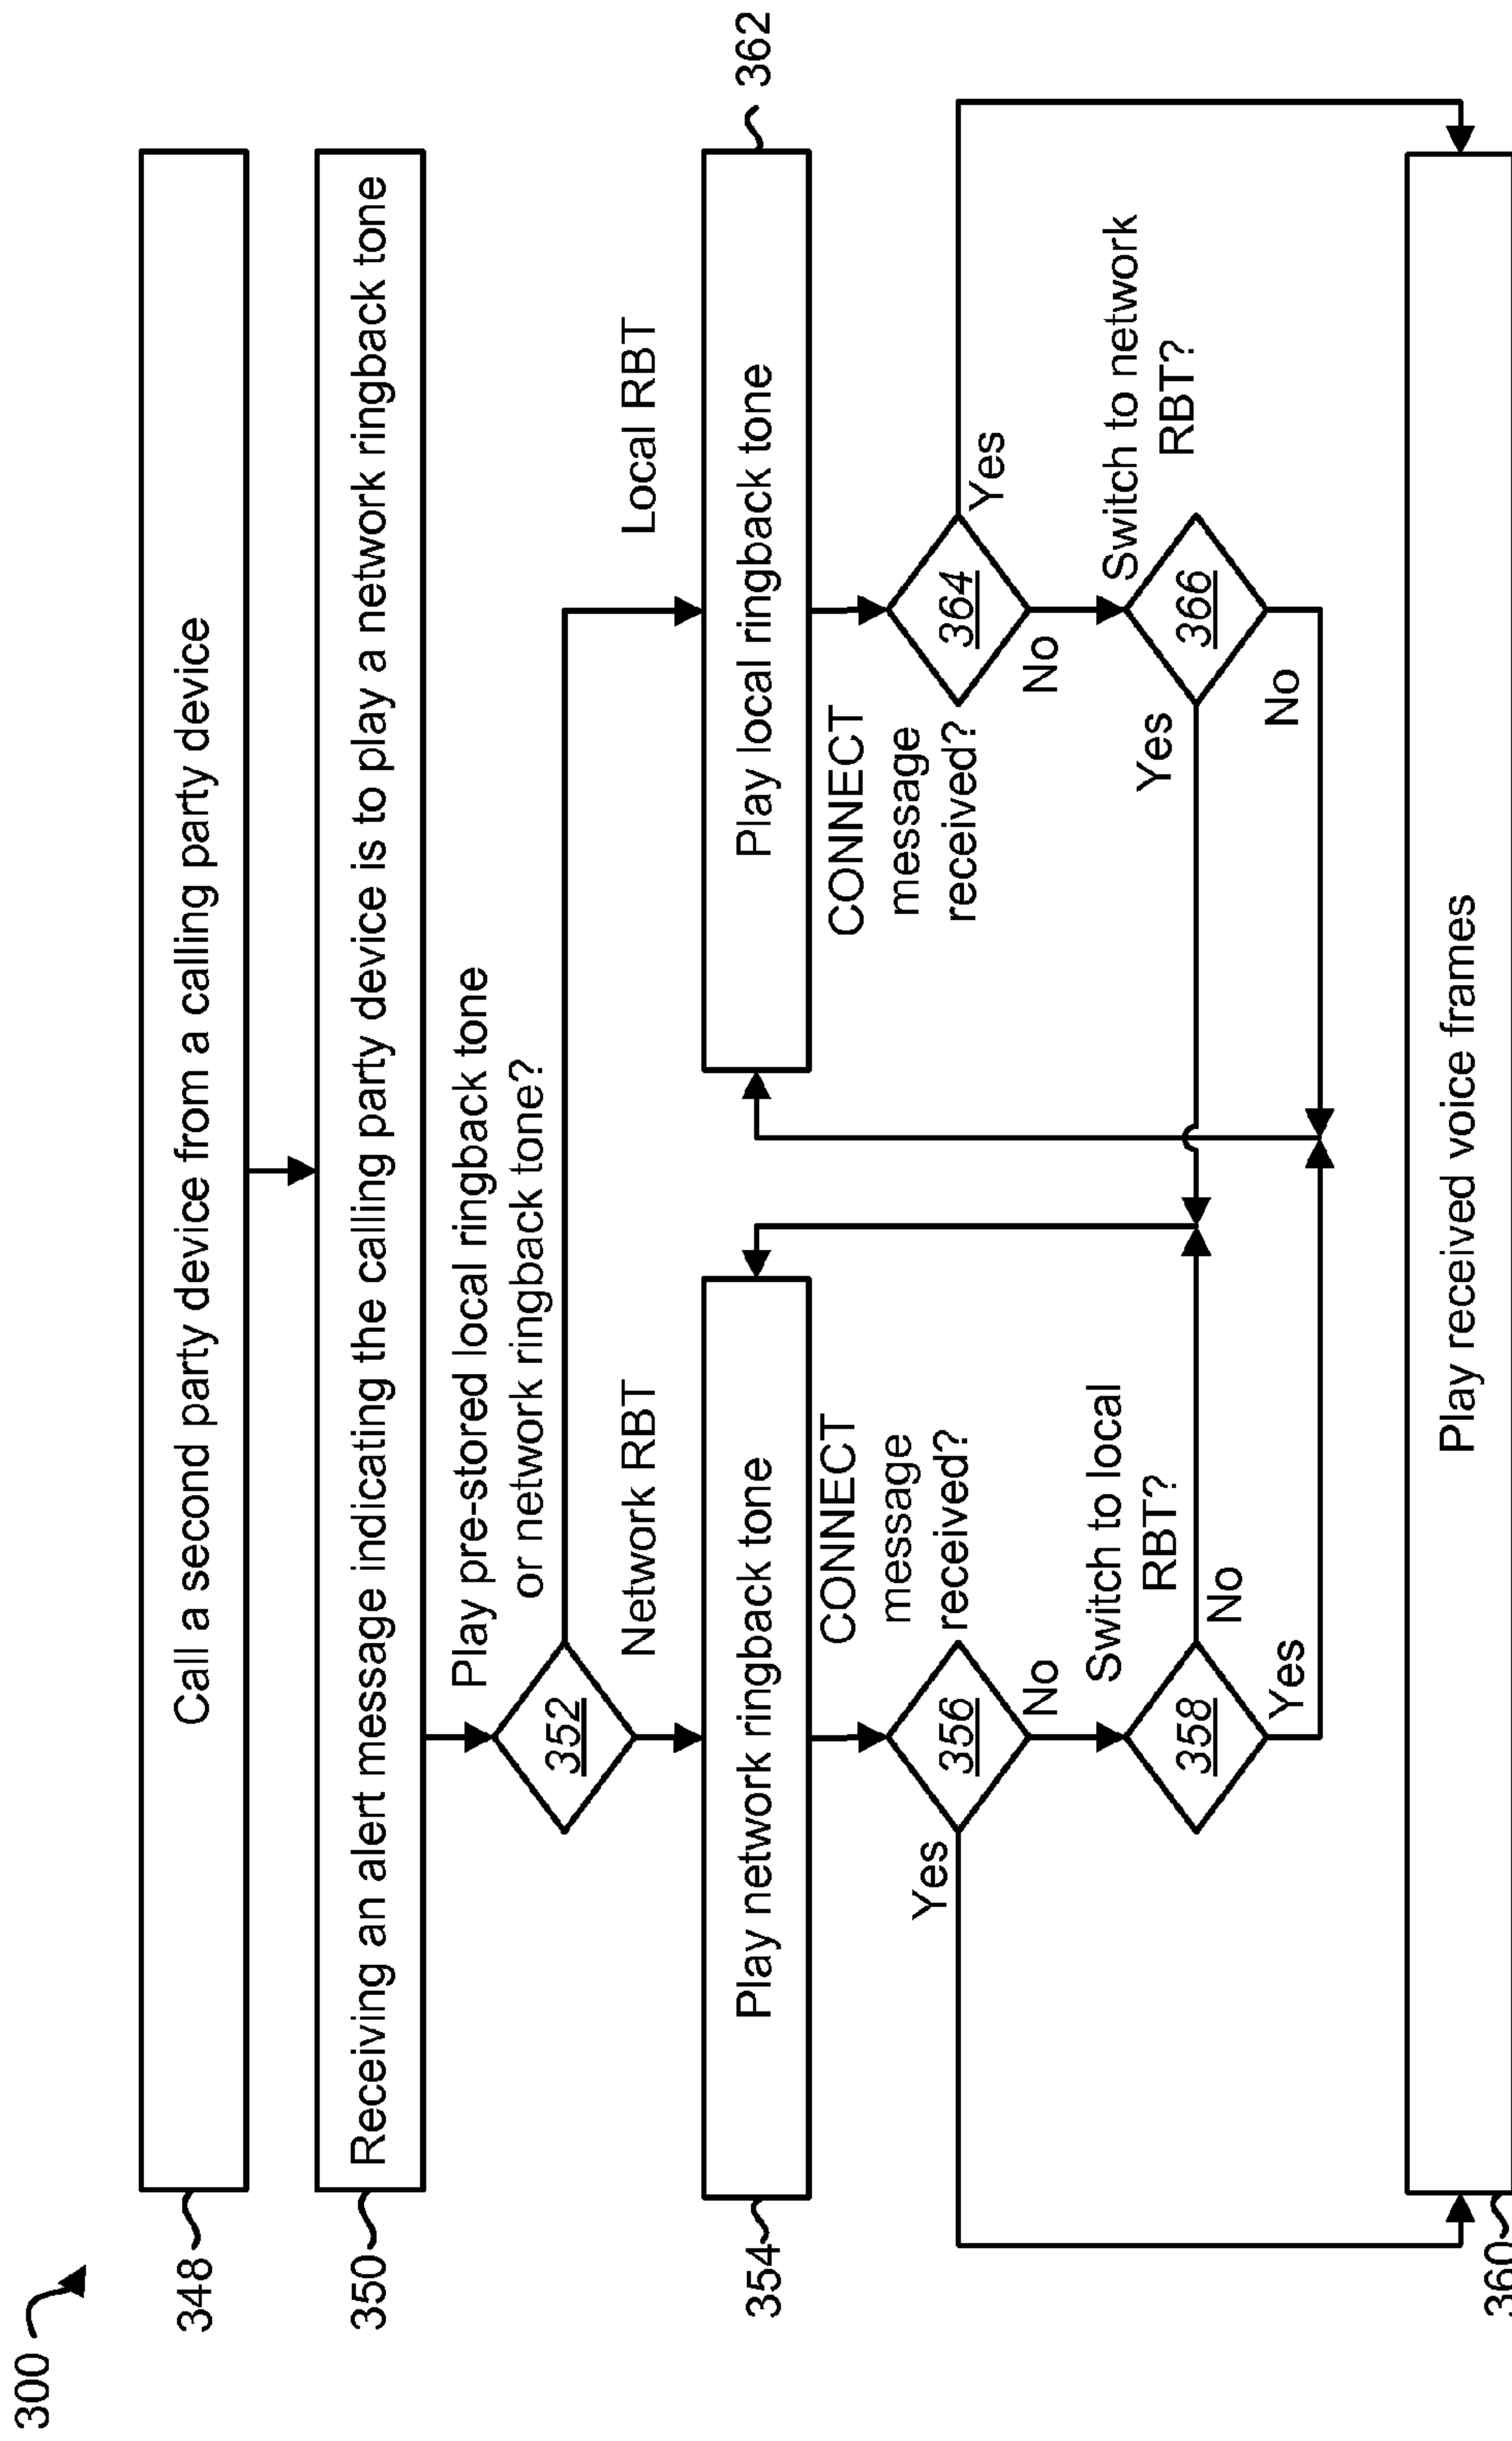 300
348
Call a second party device from a calling party device
350
Receiving an alert message indicating the calling party device is to play a network ringback tone
Play pre-stored local ringback tone
or network ringback tone?
352
Network RBT
Local RBT
354
Play network ringback tone
Play local ringback tone
362
CONNECT
message
received?
356
Yes
No
CONNECT
message
received?
364
Yes
No
Switch to local
RBT?
358
No
Yes
Switch to network
RBT?
366
Yes
No
360
Play received voice frames